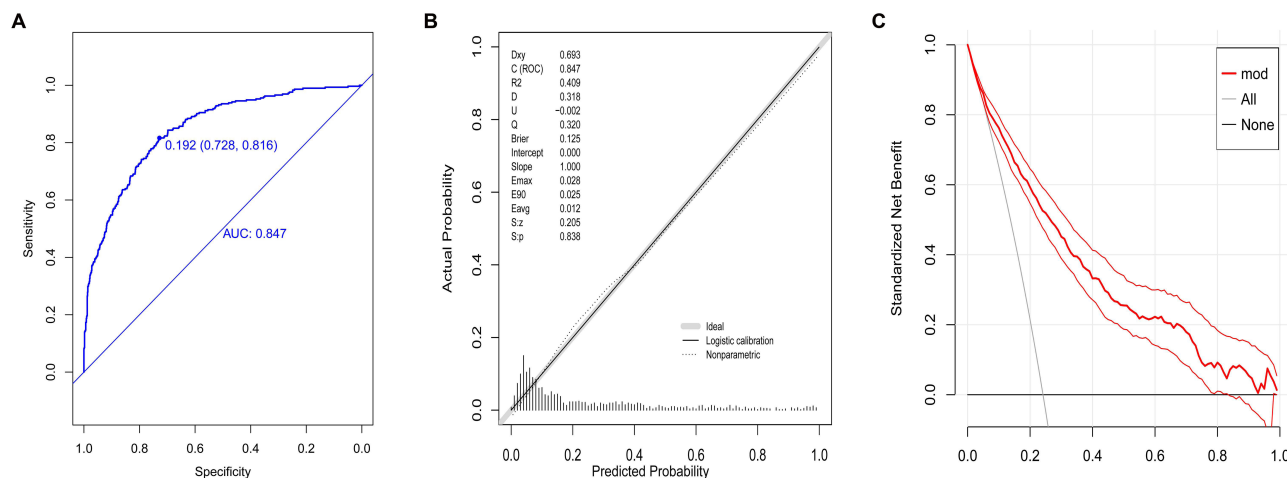 A
1.0
0.8
0.6
0.4
0.2
0.0
Sensitivity
0.192 (0.728, 0.816)
AUC: 0.847
1.0 0.8 0.6 0.4 0.2 0.0
Specificity
B
1.0
0.8
0.6
0.4
0.2
0.0
Actual Probability
Dxy 0.693
C (ROC) 0.847
R2 0.409
D 0.318
U −0.002
Q 0.320
Brier 0.125
Intercept 0.000
Slope 1.000
Emax 0.028
E90 0.025
Eavg 0.012
S:z 0.205
S:p 0.838
Ideal
Logistic calibration
Nonparametric
0.0 0.2 0.4 0.6 0.8 1.0
Predicted Probability
C
1.0
0.8
0.6
0.4
0.2
0.0
Standardized Net Benefit
mod
All
None
0.0 0.2 0.4 0.6 0.8 1.0